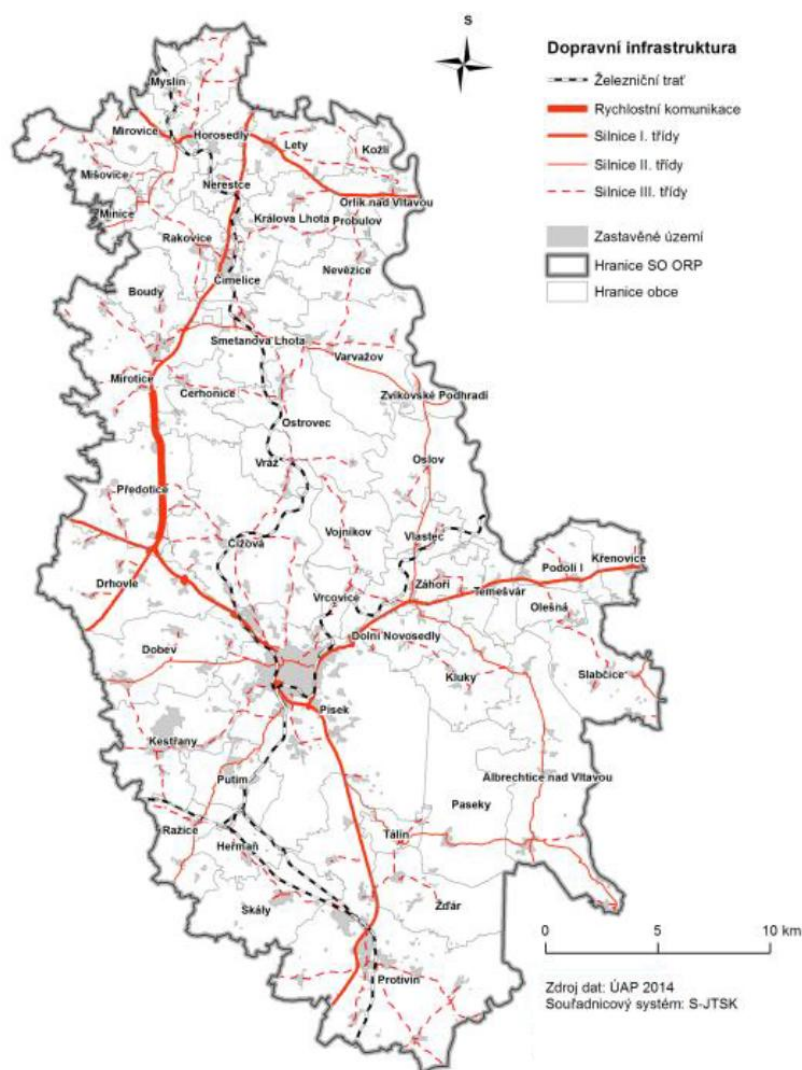 S
Dopravní infrastruktura
Železniční trať
Rychlostní komunikace
Silnice I. třídy
Silnice II. třídy
Silnice III. třídy
Zastavěné území
Hranice SO ORP
Hranice obce
Myslín
Mirovice
Horosedly
Lety
Kožlí
Mišovice
Nerestce
Minice
Orlík nad Vltavou
Králova Lhota
Probulov
Rakovice
Nevězice
Čimelice
Boudy
Smetanova Lhota
Varvažov
Mirotice
Cerhonice
Zvíkovské Podhradí
Ostrovec
Vráž
Oslov
Předotice
Vojníkov
Vlastec
Čížová
Křenovice
Podolí I
Drhovle
Záhoří
Temešvár
Vrcovice
Olešná
Dolní Novosedly
Dobev
Kluky
Slabčice
Písek
Kestřany
Putim
Albrechtice nad Vltavou
Paseky
Ražice
Tálín
Heřmaň
Skály
Žďár
Protivín
0 5 10 km
Zdroj dat: ÚAP 2014
Souřadnicový systém: S-JTSK